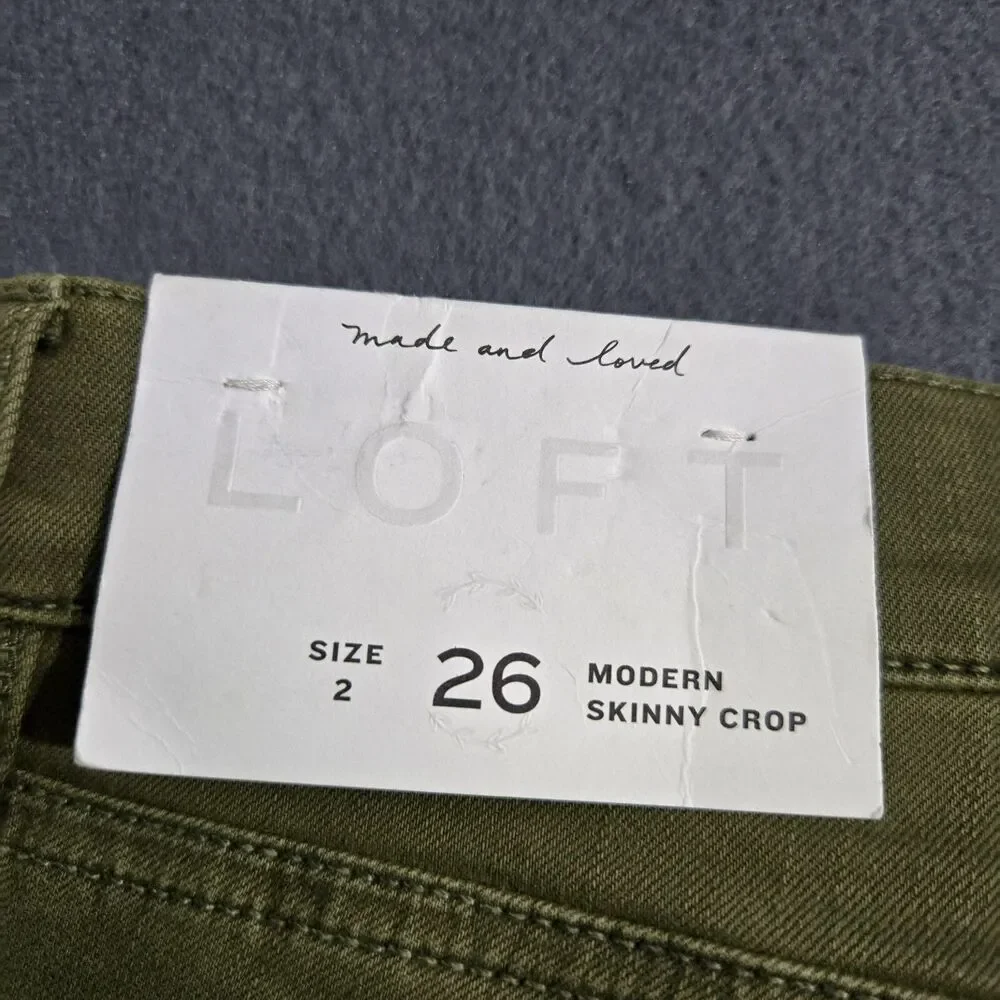 made and loved
LOFT
SIZE
2
26
MODERN
SKINNY CROP